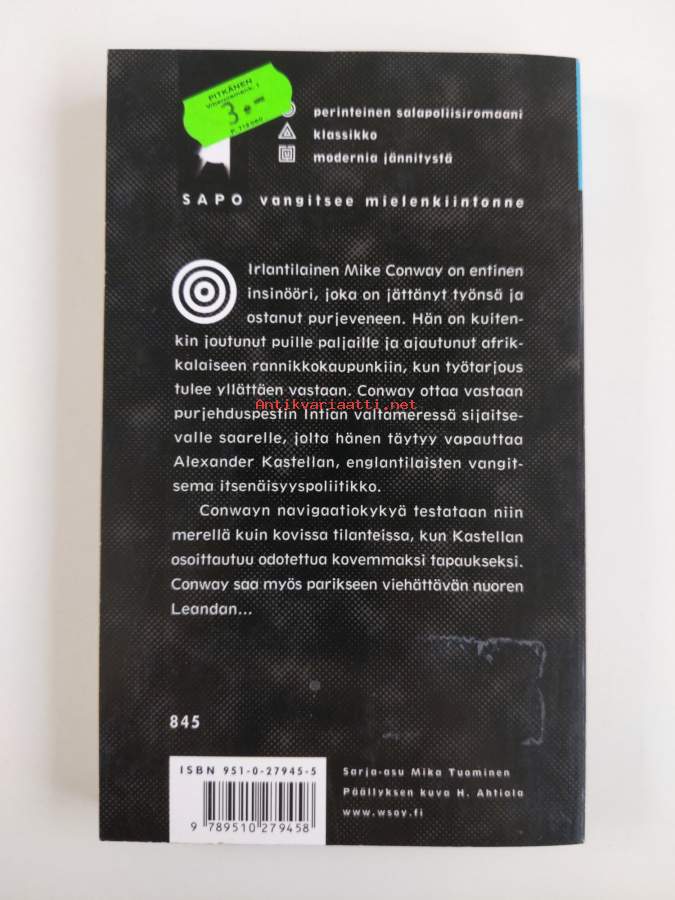 PITKÄNEN
3.—
perinteinen salapoliisiromaani
klassikko
modernia jännitystä
SAPO vangitsee mielenkiintonne
Irlantilainen Mike Conway on entinen
insinööri, joka on jättänyt työnsä ja
ostanut purjeveneen. Hän on kuiten-
kin joutunut puille paljaille ja ajautunut afrik-
kalaiseen rannikkokaupunkiin, kun työtarjous
tulee yllättäen vastaan. Conway ottaa vastaan
Antikvariaatti.net
purjehduspestin Intian valtameressä sijaitse-
valle saarelle, jolta hänen täytyy vapauttaa
Alexander Kastellan, englantilaisten vangit-
sema itsenäisyyspoliitikko.
Conwayn navigaatiokykyä testataan niin
merellä kuin kovissa tilanteissa, kun Kastellan
osoittautuu odotettua kovemmaksi tapaukseksi.
Conway saa myös parikseen viehättävän nuoren
Leandan...
845
ISBN 951-0-27945-5
9 789510 279458
Sarja-asu Mika Tuominen
Päällyksen kuva H. Ahtiola
www.wsoy.fi